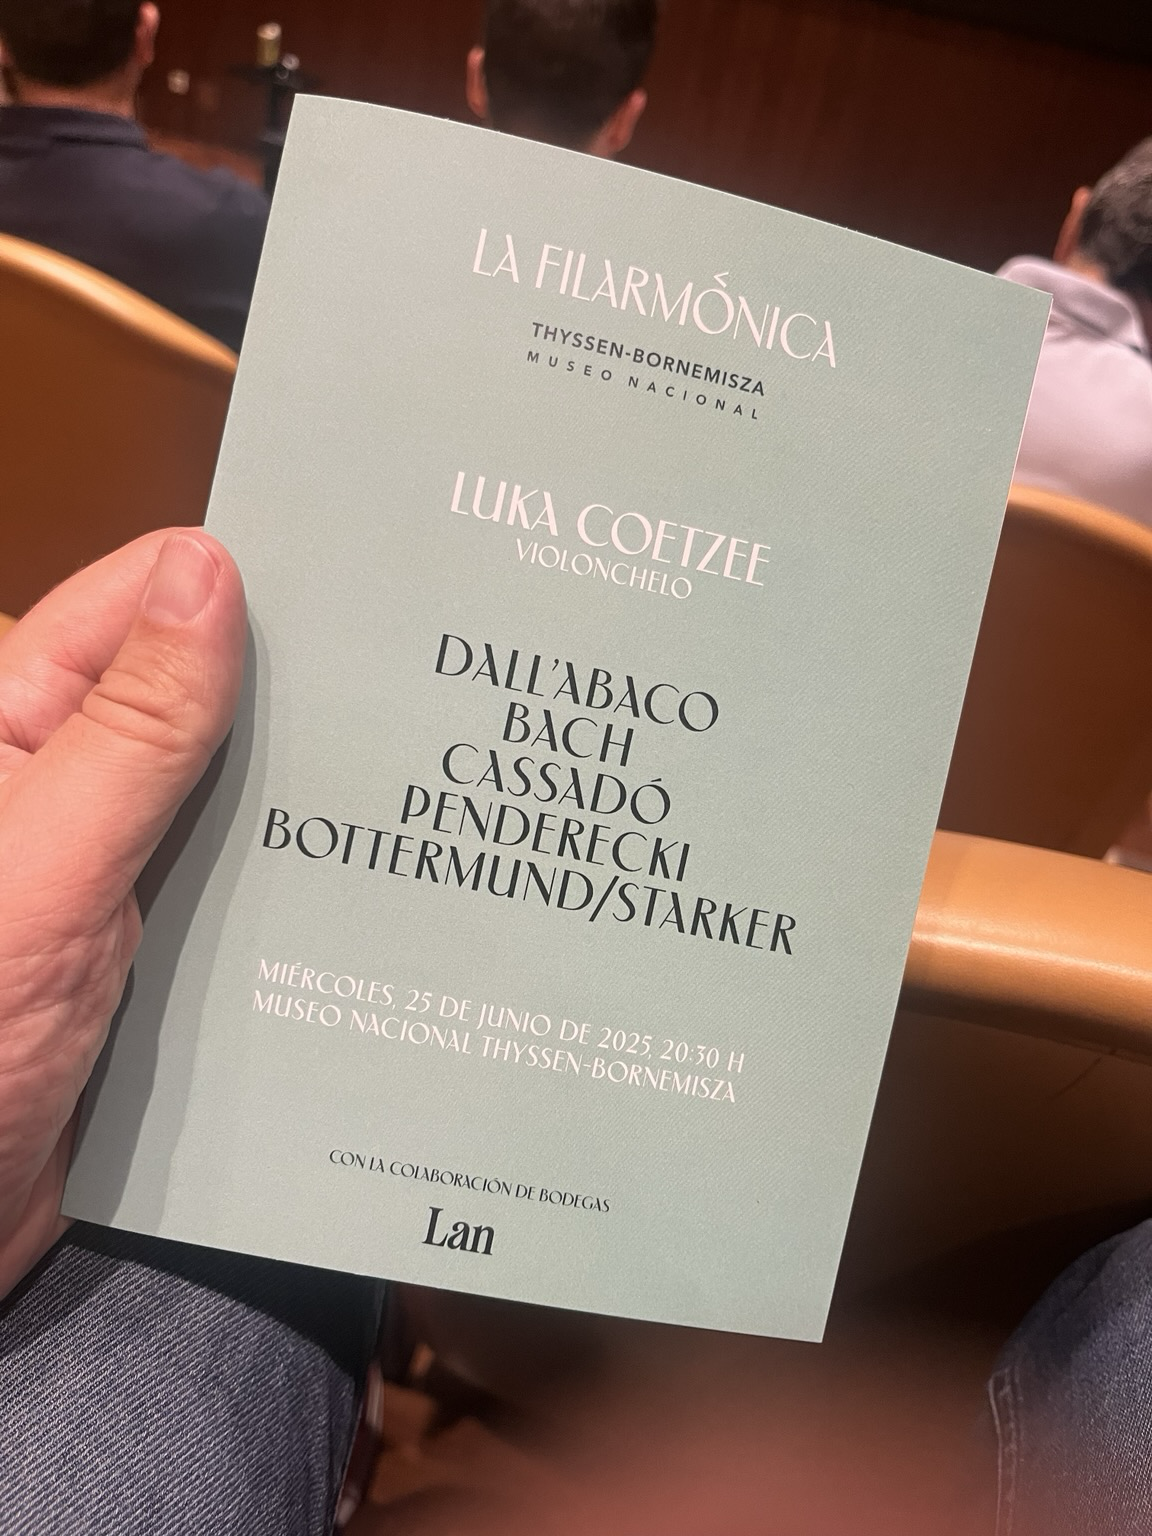 LA FILARMÓNICA
THYSSEN-BORNEMISZA
MUSEO NACIONAL
LUKA COETZEE
VIOLONCHELO
DALL'ABACO
BACH
CASSADÓ
PENDERECKI
BOTTERMUND/STARKER
MIÉRCOLES, 25 DE JUNIO DE 2025, 20:30 H
MUSEO NACIONAL THYSSEN-BORNEMISZA
CON LA COLABORACIÓN DE BODEGAS
Lan